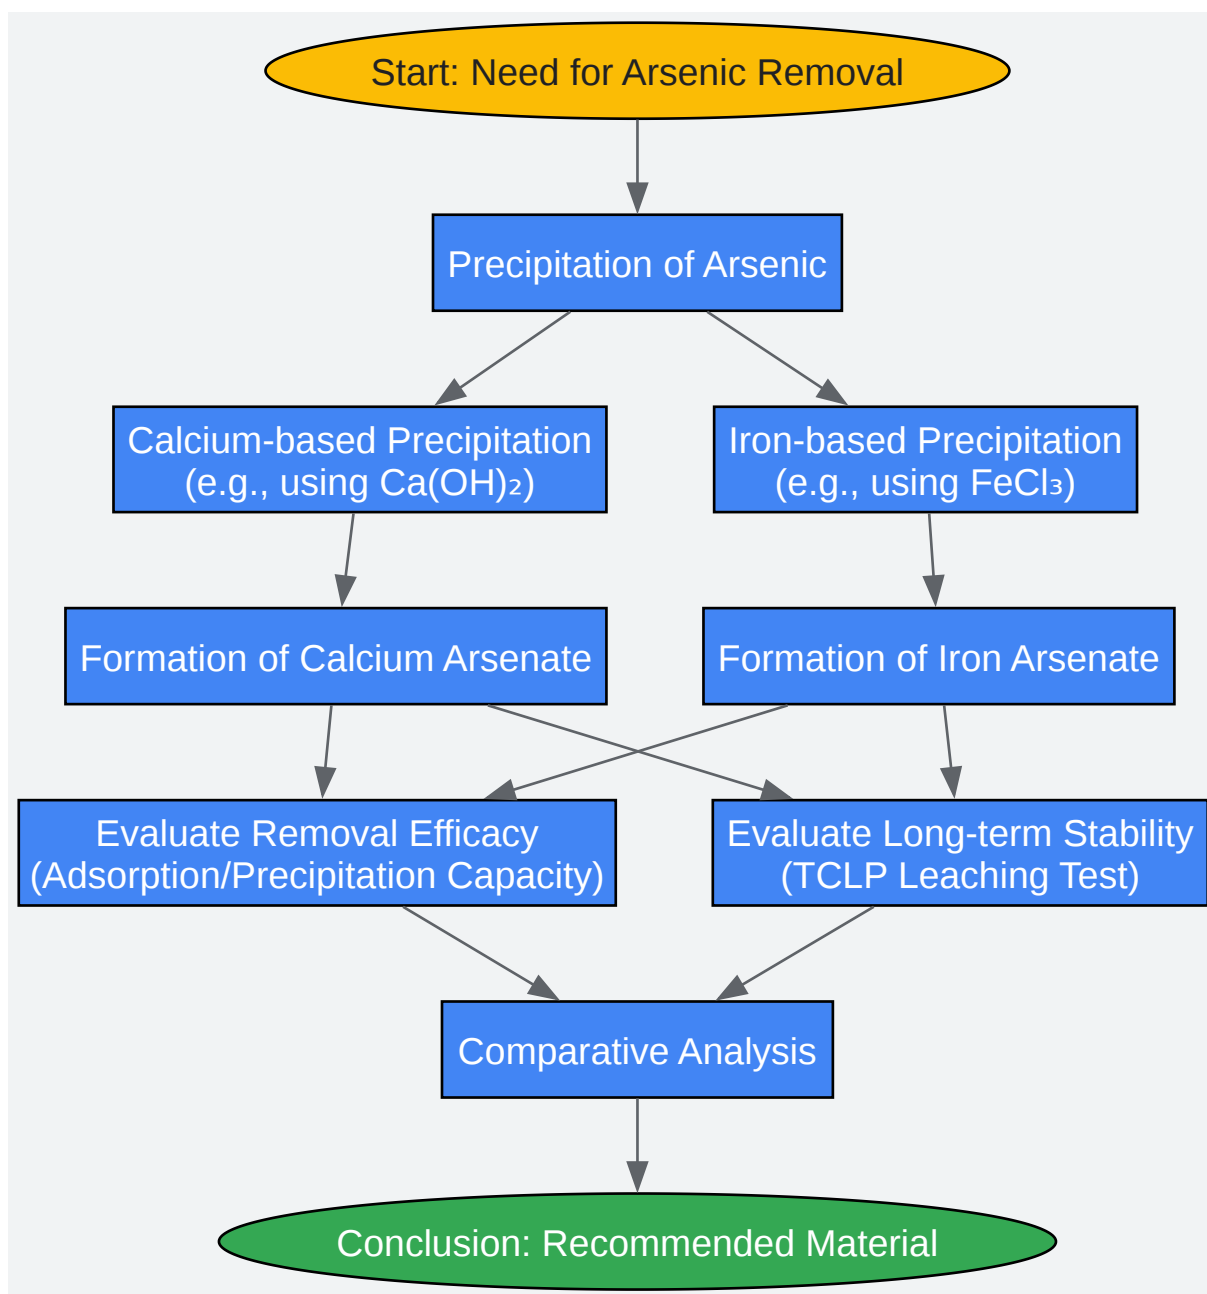 Start: Need for Arsenic Removal
Precipitation of Arsenic
Calcium-based Precipitation
(e.g., using Ca(OH)₂)
Iron-based Precipitation
(e.g., using FeCl₃)
Formation of Calcium Arsenate
Formation of Iron Arsenate
Evaluate Removal Efficacy
(Adsorption/Precipitation Capacity)
Evaluate Long-term Stability
(TCLP Leaching Test)
Comparative Analysis
Conclusion: Recommended Material